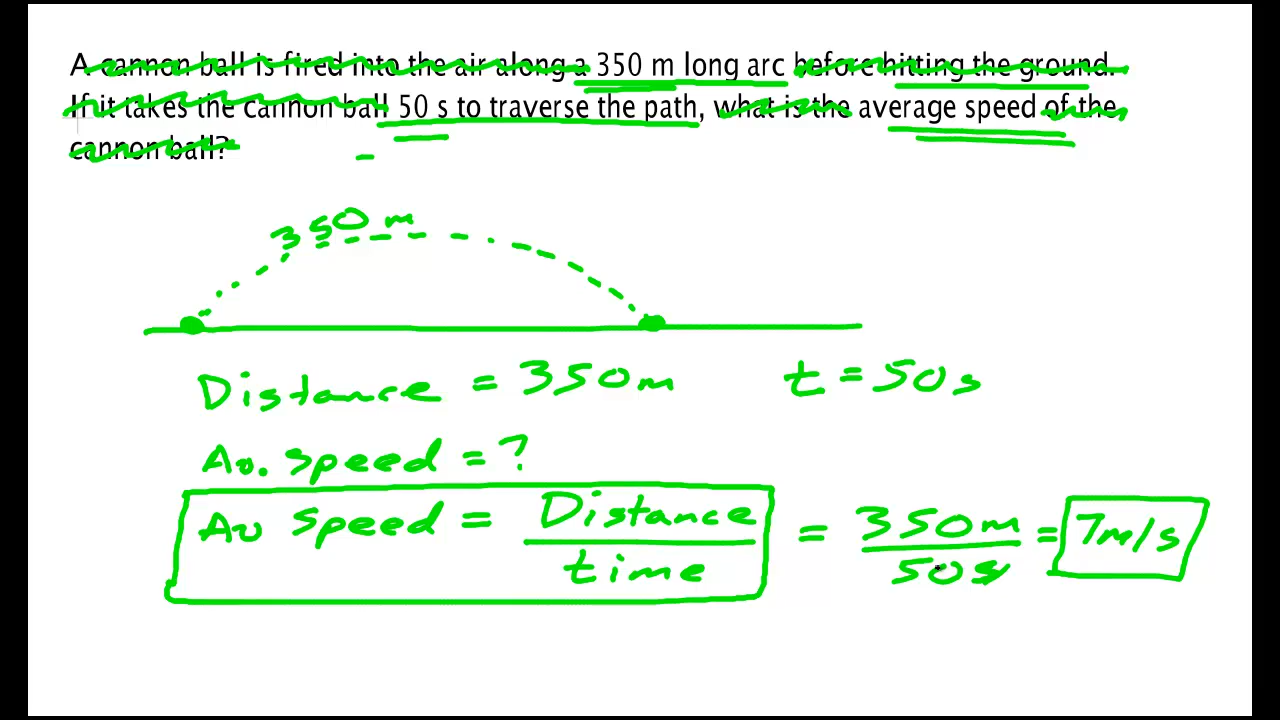 A cannon ball is fired into the air along a 350 m long arc before hitting the ground.
If it takes the cannon ball 50 s to traverse the path, what is the average speed of the
cannon ball?
350 m
Distance = 350m t = 50s
Av. speed = ?
Av speed = Distance / time = 350m / 50s = 7m/s